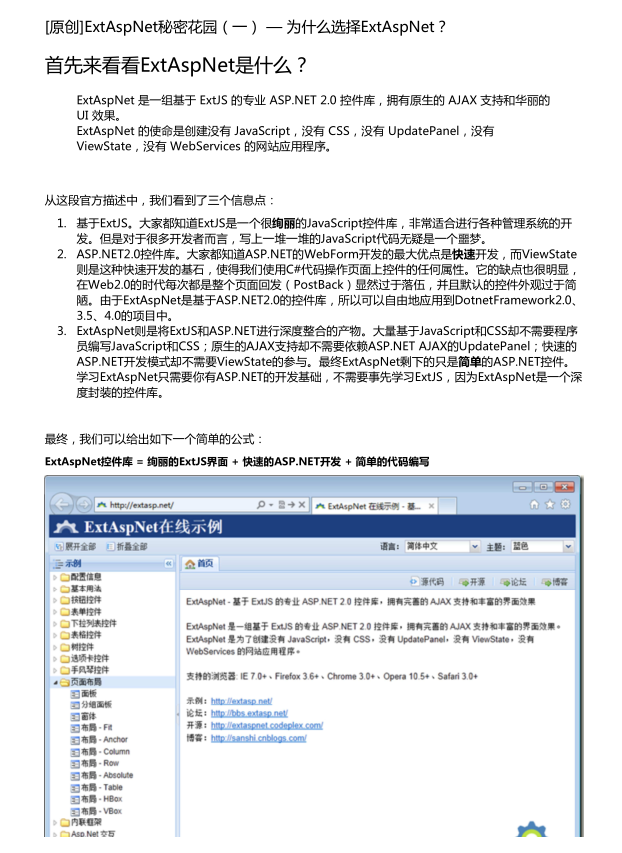 [原创]ExtAspNet秘密花园（一） — 为什么选择ExtAspNet？
首先来看看ExtAspNet是什么？
ExtAspNet 是一组基于 ExtJS 的专业 ASP.NET 2.0 控件库，拥有原生的 AJAX 支持和华丽的
UI 效果。
ExtAspNet 的使命是创建没有 JavaScript，没有 CSS，没有 UpdatePanel，没有
ViewState，没有 WebServices 的网站应用程序。
从这段官方描述中，我们看到了三个信息点：
1. 基于ExtJS。大家都知道ExtJS是一个很绚丽的JavaScript控件库，非常适合进行各种管理系统的开
发。但是对于很多开发者而言，写上一堆一堆的JavaScript代码无疑是一个噩梦。
2. ASP.NET2.0控件库。大家都知道ASP.NET的WebForm开发的最大优点是快速开发，而ViewState
则是这种快速开发的基石，使得我们使用C#代码操作页面上控件的任何属性。它的缺点也很明显，
在Web2.0的时代每次都是整个页面回发（PostBack）显然过于落伍，并且默认的控件外观过于简
陋。由于ExtAspNet是基于ASP.NET2.0的控件库，所以可以自由地应用到DotnetFramework2.0、
3.5、4.0的项目中。
3. ExtAspNet则是将ExtJS和ASP.NET进行深度整合的产物。大量基于JavaScript和CSS却不需要程序
员编写JavaScript和CSS；原生的AJAX支持却不需要依赖ASP.NET AJAX的UpdatePanel；快速的
ASP.NET开发模式却不需要ViewState的参与。最终ExtAspNet剩下的只是简单的ASP.NET控件。
学习ExtAspNet只需要你有ASP.NET的开发基础，不需要事先学习ExtJS，因为ExtAspNet是一个深
度封装的控件库。
最终，我们可以给出如下一个简单的公式：
ExtAspNet控件库 = 绚丽的ExtJS界面 + 快速的ASP.NET开发 + 简单的代码编写
http://extasp.net/ ExtAspNet 在线示例 - 基...
ExtAspNet在线示例
展开全部 折叠全部 语言： 简体中文 主题： 蓝色
示例 首页
配置信息 源代码 开源 论坛 博客
基本用法
按钮控件
表单控件
下拉列表控件
表格控件
树控件
选项卡控件
手风琴控件
页面布局
面板
分组面板
窗体
布局 - Fit
布局 - Anchor
布局 - Column
布局 - Row
布局 - Absolute
布局 - Table
布局 - HBox
布局 - VBox
内联框架
Asp.Net 交互
ExtAspNet - 基于 ExtJS 的专业 ASP.NET 2.0 控件库，拥有完善的 AJAX 支持和丰富的界面效果
ExtAspNet 是一组基于 ExtJS 的专业 ASP.NET 2.0 控件库，拥有完善的 AJAX 支持和丰富的界面效果。
ExtAspNet 是为了创建没有 JavaScript，没有 CSS，没有 UpdatePanel，没有 ViewState，没有
WebServices 的网站应用程序。
支持的浏览器: IE 7.0+、Firefox 3.6+、Chrome 3.0+、Opera 10.5+、Safari 3.0+
示例：http://extasp.net/
论坛：http://bbs.extasp.net/
开源：http://extaspnet.codeplex.com/
博客：http://sanshi.cnblogs.com/